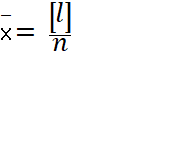 x̄ = [l]/n